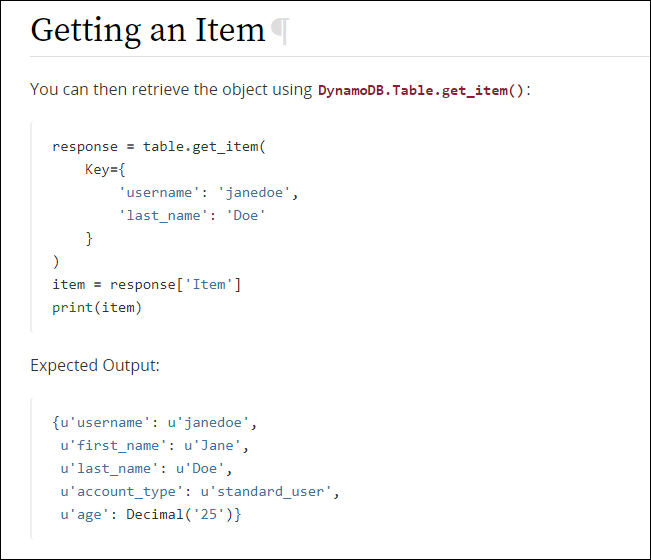 Getting an Item¶
You can then retrieve the object using DynamoDB.Table.get_item():
response = table.get_item(
    Key={
        'username': 'janedoe',
        'last_name': 'Doe'
    }
)
item = response['Item']
print(item)
Expected Output:
{u'username': u'janedoe',
 u'first_name': u'Jane',
 u'last_name': u'Doe',
 u'account_type': u'standard_user',
 u'age': Decimal('25')}